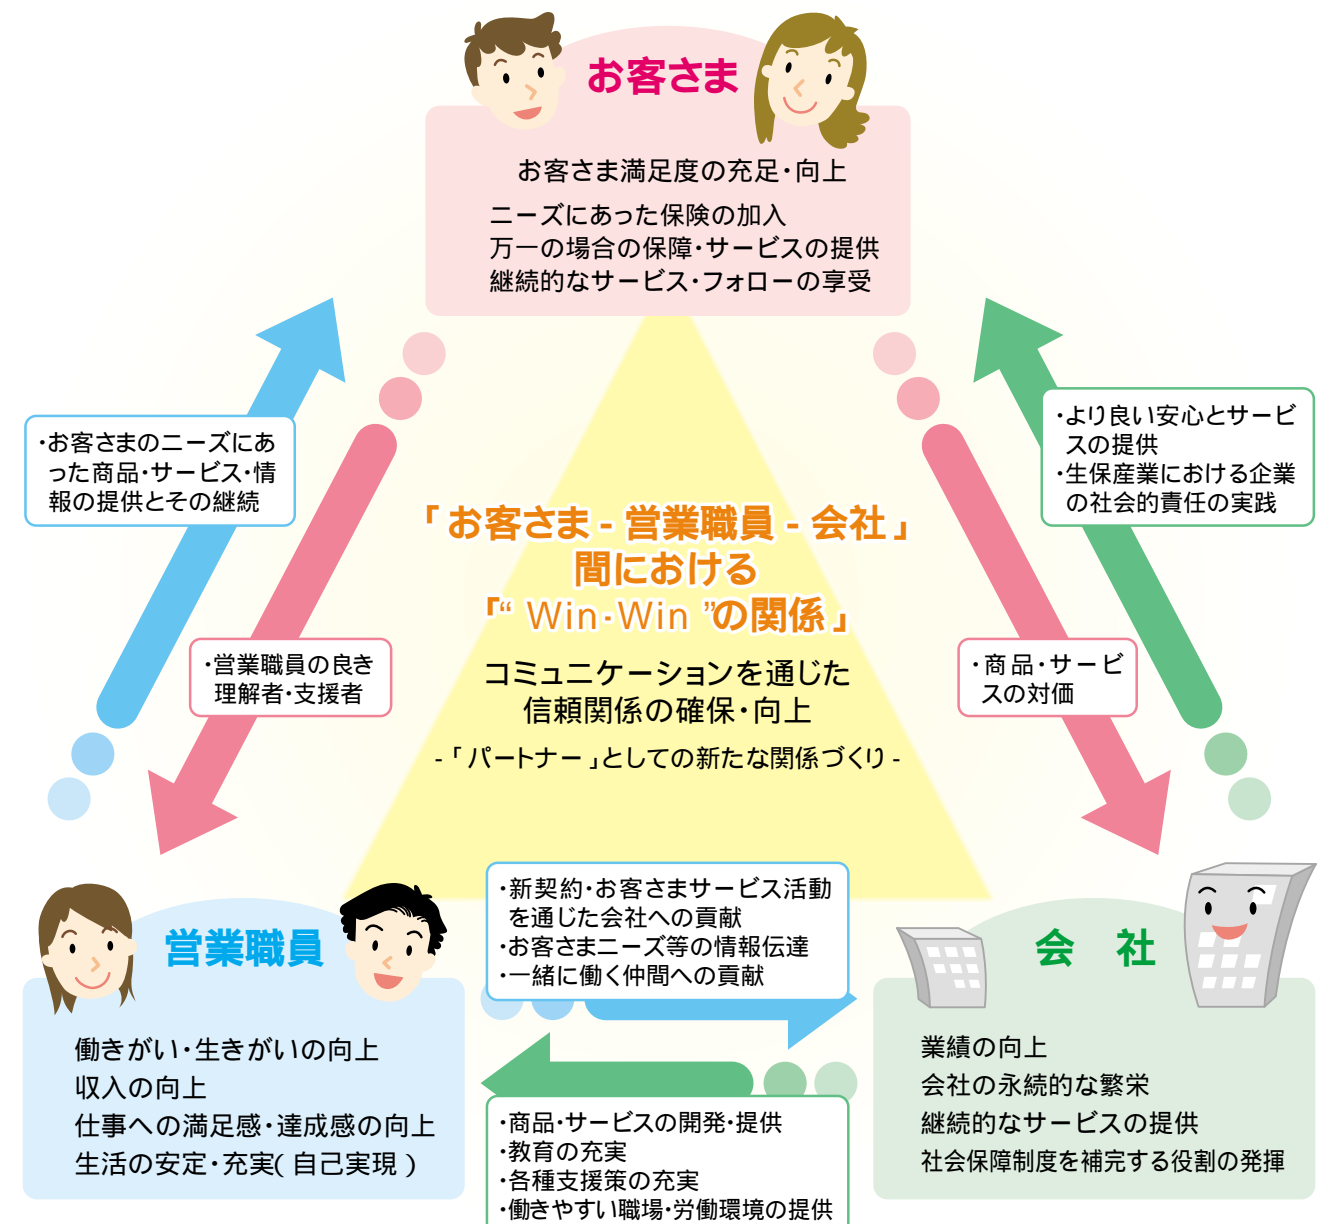 お客さま
お客さま満足度の充足・向上
ニーズにあった保険の加入
万一の場合の保障・サービスの提供
継続的なサービス・フォローの享受
・お客さまのニーズにあ
った商品・サービス・情
報の提供とその継続
・より良い安心とサービ
スの提供
・生保産業における企業
の社会的責任の実践
「お客さま-営業職員-会社」
間における
「“Win-Win”の関係」
・営業職員の良き
理解者・支援者
・商品・サービ
スの対価
コミュニケーションを通じた
信頼関係の確保・向上
-「パートナー」としての新たな関係づくり-
・新契約・お客さまサービス活動
を通じた会社への貢献
・お客さまニーズ等の情報伝達
・一緒に働く仲間への貢献
営業職員
働きがい・生きがいの向上
収入の向上
仕事への満足感・達成感の向上
生活の安定・充実(自己実現)
会 社
業績の向上
会社の永続的な繁栄
継続的なサービスの提供
社会保障制度を補完する役割の発揮
・商品・サービスの開発・提供
・教育の充実
・各種支援策の充実
・働きやすい職場・労働環境の提供